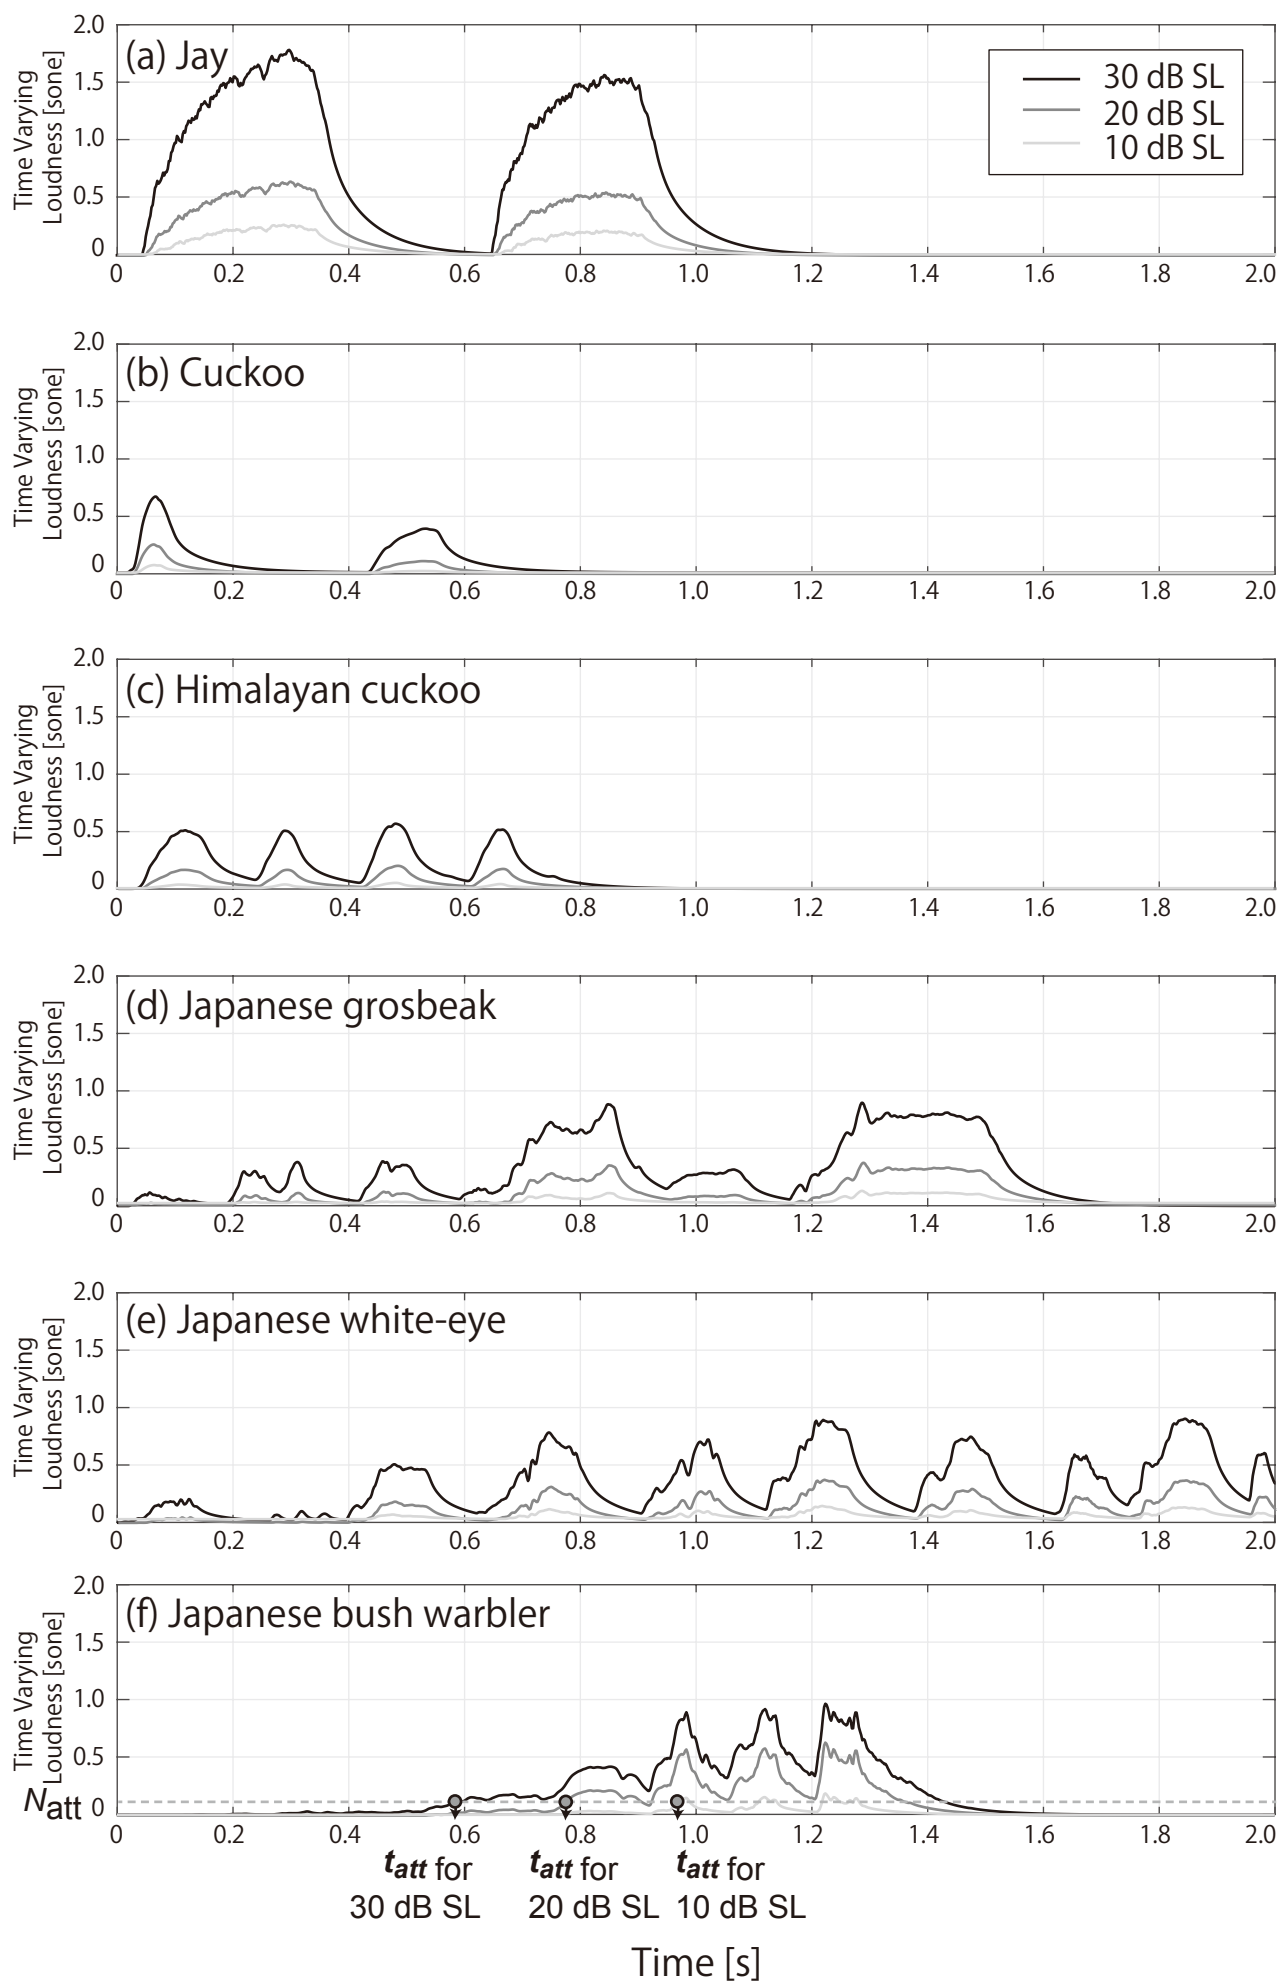 (a) Jay
Time Varying
Loudness [sone]
2.0
1.5
1.0
0.5
0
30 dB SL
20 dB SL
10 dB SL
0 0.2 0.4 0.6 0.8 1.0 1.2 1.4 1.6 1.8 2.0
(b) Cuckoo
Time Varying
Loudness [sone]
2.0
1.5
1.0
0.5
0
0 0.2 0.4 0.6 0.8 1.0 1.2 1.4 1.6 1.8 2.0
(c) Himalayan cuckoo
Time Varying
Loudness [sone]
2.0
1.5
1.0
0.5
0
0 0.2 0.4 0.6 0.8 1.0 1.2 1.4 1.6 1.8 2.0
(d) Japanese grosbeak
Time Varying
Loudness [sone]
2.0
1.5
1.0
0.5
0
0 0.2 0.4 0.6 0.8 1.0 1.2 1.4 1.6 1.8 2.0
(e) Japanese white-eye
Time Varying
Loudness [sone]
2.0
1.5
1.0
0.5
0
0 0.2 0.4 0.6 0.8 1.0 1.2 1.4 1.6 1.8 2.0
(f) Japanese bush warbler
Time Varying
Loudness [sone]
2.0
1.5
1.0
0.5
Natt 0
0 0.2 0.4 0.6 0.8 1.0 1.2 1.4 1.6 1.8 2.0
tatt for tatt for tatt for
30 dB SL 20 dB SL 10 dB SL
Time [s]